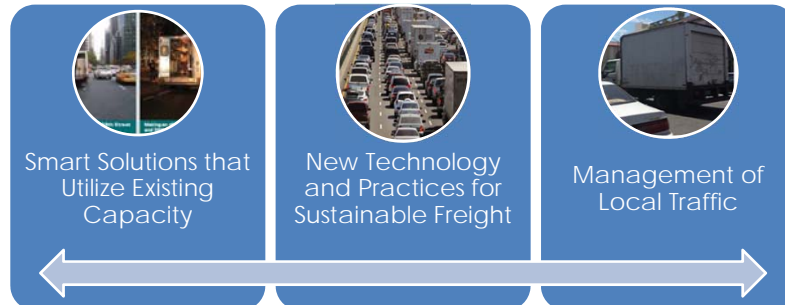 Smart Solutions that
Utilize Existing
Capacity
New Technology
and Practices for
Sustainable Freight
Management of
Local Traffic